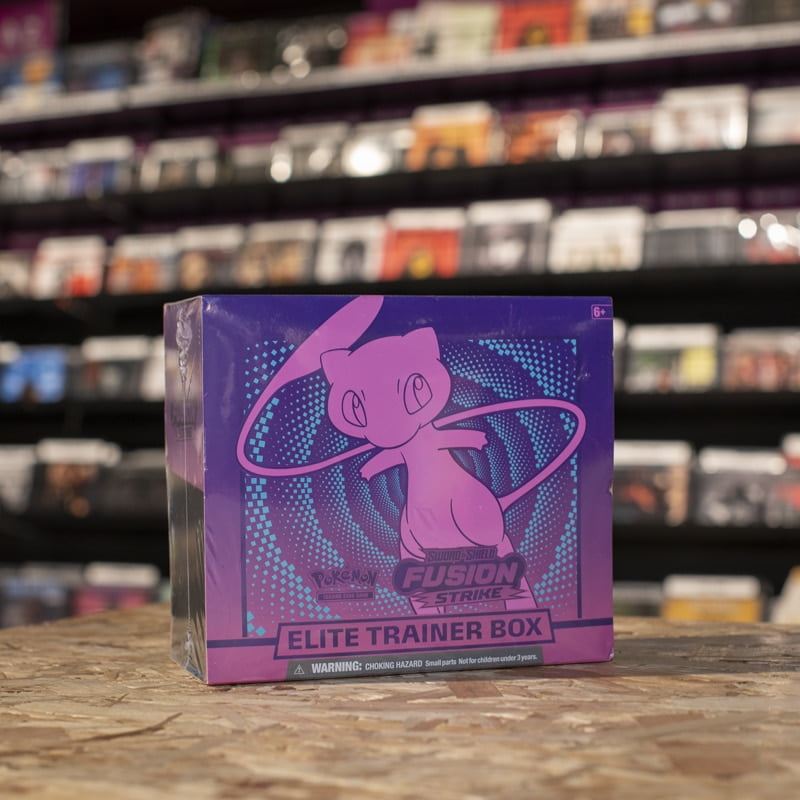 6+
POKéMON
TRADING CARD GAME
SWORD & SHIELD
FUSION
STRIKE
ELITE TRAINER BOX
WARNING: CHOKING HAZARD Small parts Not for children under 3 years.